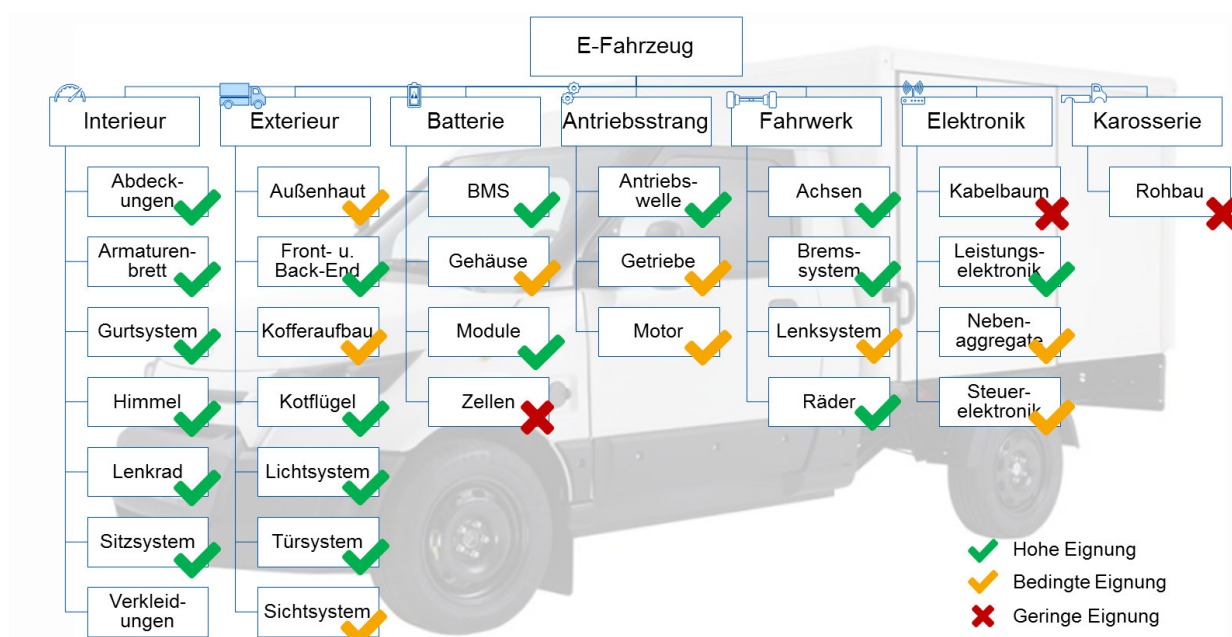 E-Fahrzeug
Interieur
Exterieur
Batterie
Antriebsstrang
Fahrwerk
Elektronik
Karosserie
Abdeck-
ungen
Armaturen-
brett
Gurtsystem
Himmel
Lenkrad
Sitzsystem
Verkleid-
ungen
Außenhaut
Front- u.
Back-End
Kofferaufbau
Kotflügel
Lichtsystem
Türsystem
Sichtsystem
BMS
Gehäuse
Module
Zellen
Antriebs-
welle
Getriebe
Motor
Achsen
Brems-
system
Lenksystem
Räder
Kabelbaum
Leistungs-
elektronik
Neben-
aggregate
Steuer-
elektronik
Rohbau
Hohe Eignung
Bedingte Eignung
Geringe Eignung